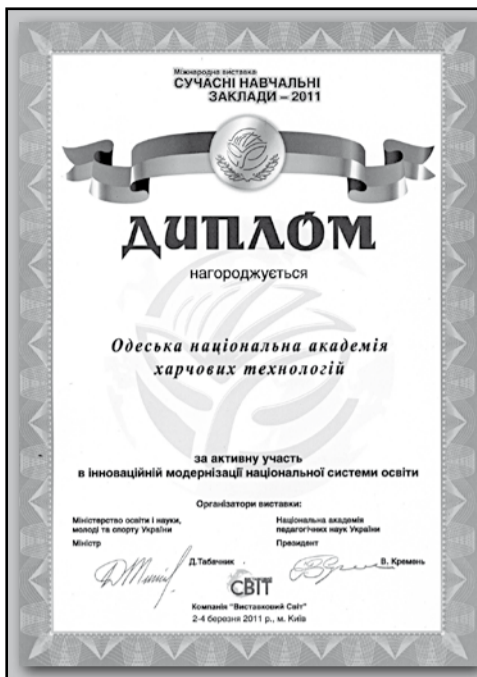 Міжнародна виставка
СУЧАСНІ НАВЧАЛЬНІ
ЗАКЛАДИ – 2011
ДИПЛОМ
нагороджується
Одеська національна академія
харчових технологій
за активну участь
в інноваційній модернізації національної системи освіти
Організатори виставки:
Міністерство освіти і науки,
молоді та спорту України
Міністр
Д.Табачник
Національна академія
педагогічних наук України
Президент
В. Кремень
СВІТ
Компанія "Виставковий Світ"
2-4 березня 2011 р., м. Київ